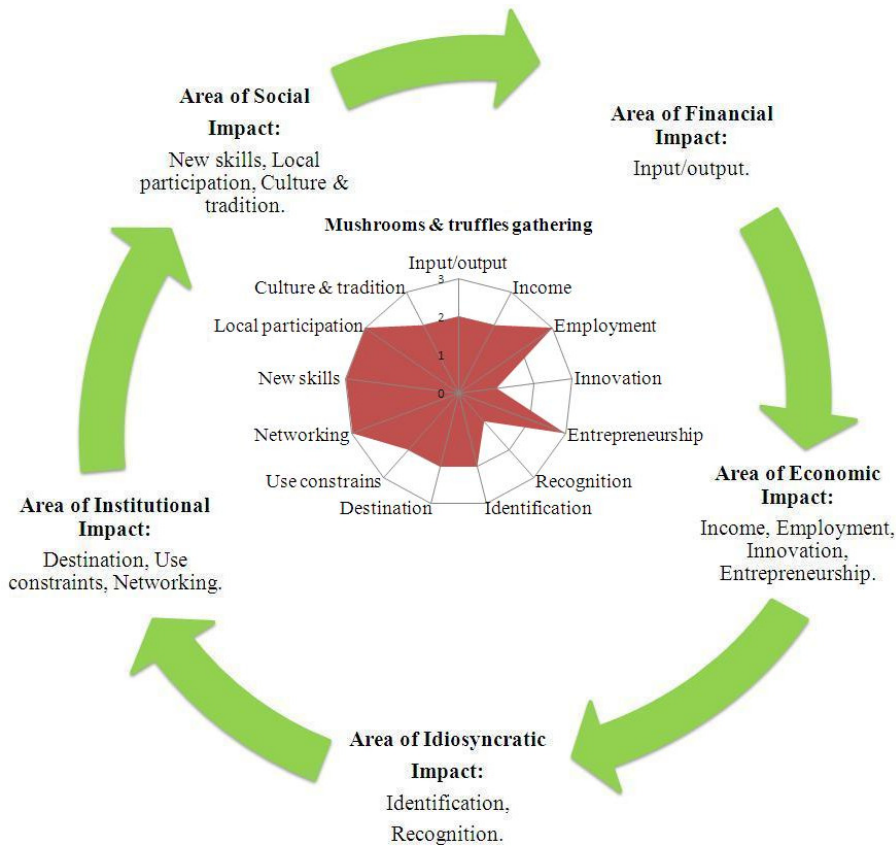 Area of Social
Impact:
New skills, Local
participation, Culture &
tradition.
Area of Financial
Impact:
Input/output.
Mushrooms & truffles gathering
Input/output
Income
Employment
Innovation
Entrepreneurship
Recognition
Identification
Destination
Use constrains
Networking
New skills
Local participation
Culture & tradition
3
2
1
0
Area of Economic
Impact:
Income, Employment,
Innovation,
Entrepreneurship.
Area of Idiosyncratic
Impact:
Identification,
Recognition.
Area of Institutional
Impact:
Destination, Use
constraints, Networking.